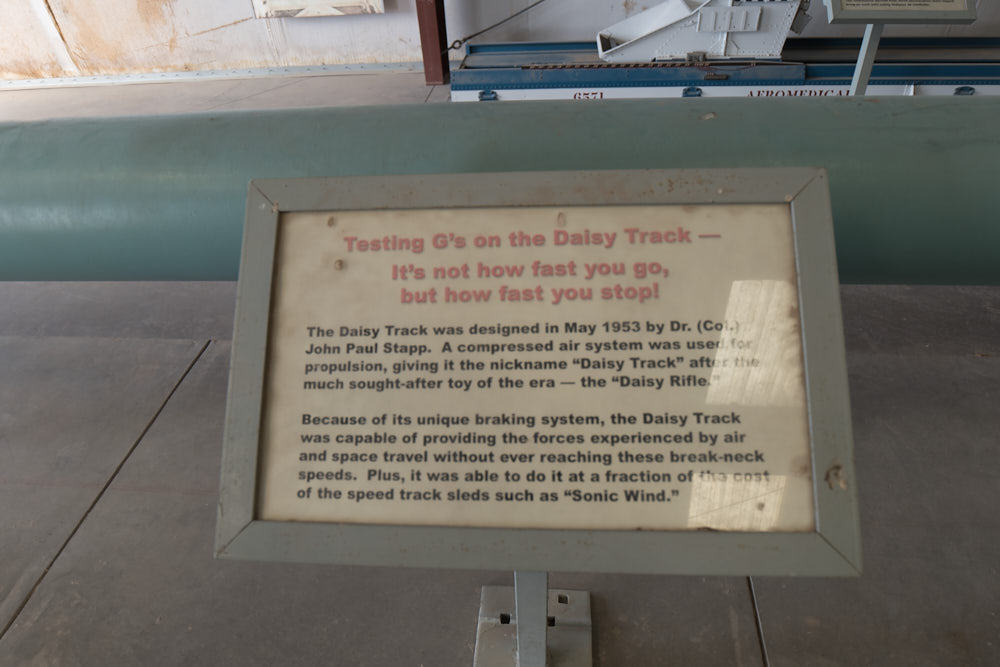 6571
AEROMEDICAL
Testing G's on the Daisy Track —
It's not how fast you go,
but how fast you stop!
The Daisy Track was designed in May 1953 by Dr. (Col.)
John Paul Stapp.  A compressed air system was used for
propulsion, giving it the nickname “Daisy Track” after the
much sought-after toy of the era — the “Daisy Rifle.”
Because of its unique braking system, the Daisy Track
was capable of providing the forces experienced by air
and space travel without ever reaching these break-neck
speeds.  Plus, it was able to do it at a fraction of the cost
of the speed track sleds such as “Sonic Wind.”